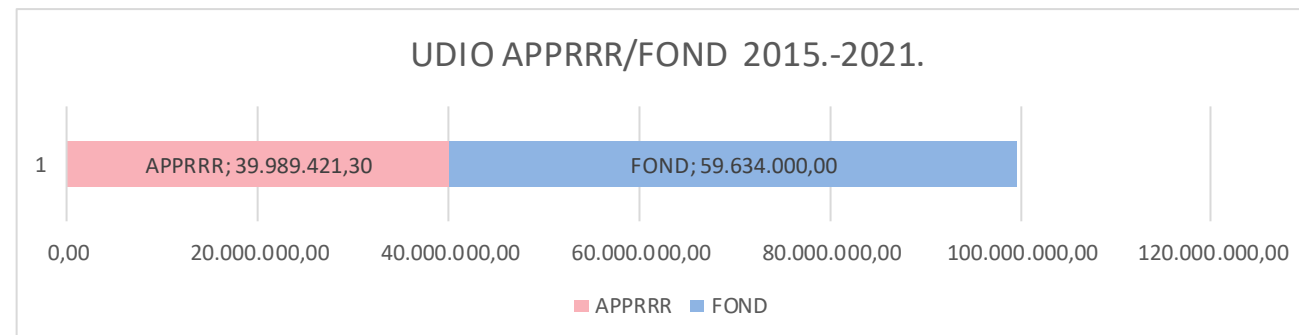 UDIO APPRRR/FOND 2015.-2021.
1
APPRRR; 39.989.421,30
FOND; 59.634.000,00
0,00 20.000.000,00 40.000.000,00 60.000.000,00 80.000.000,00 100.000.000,00 120.000.000,00
APPRRR FOND